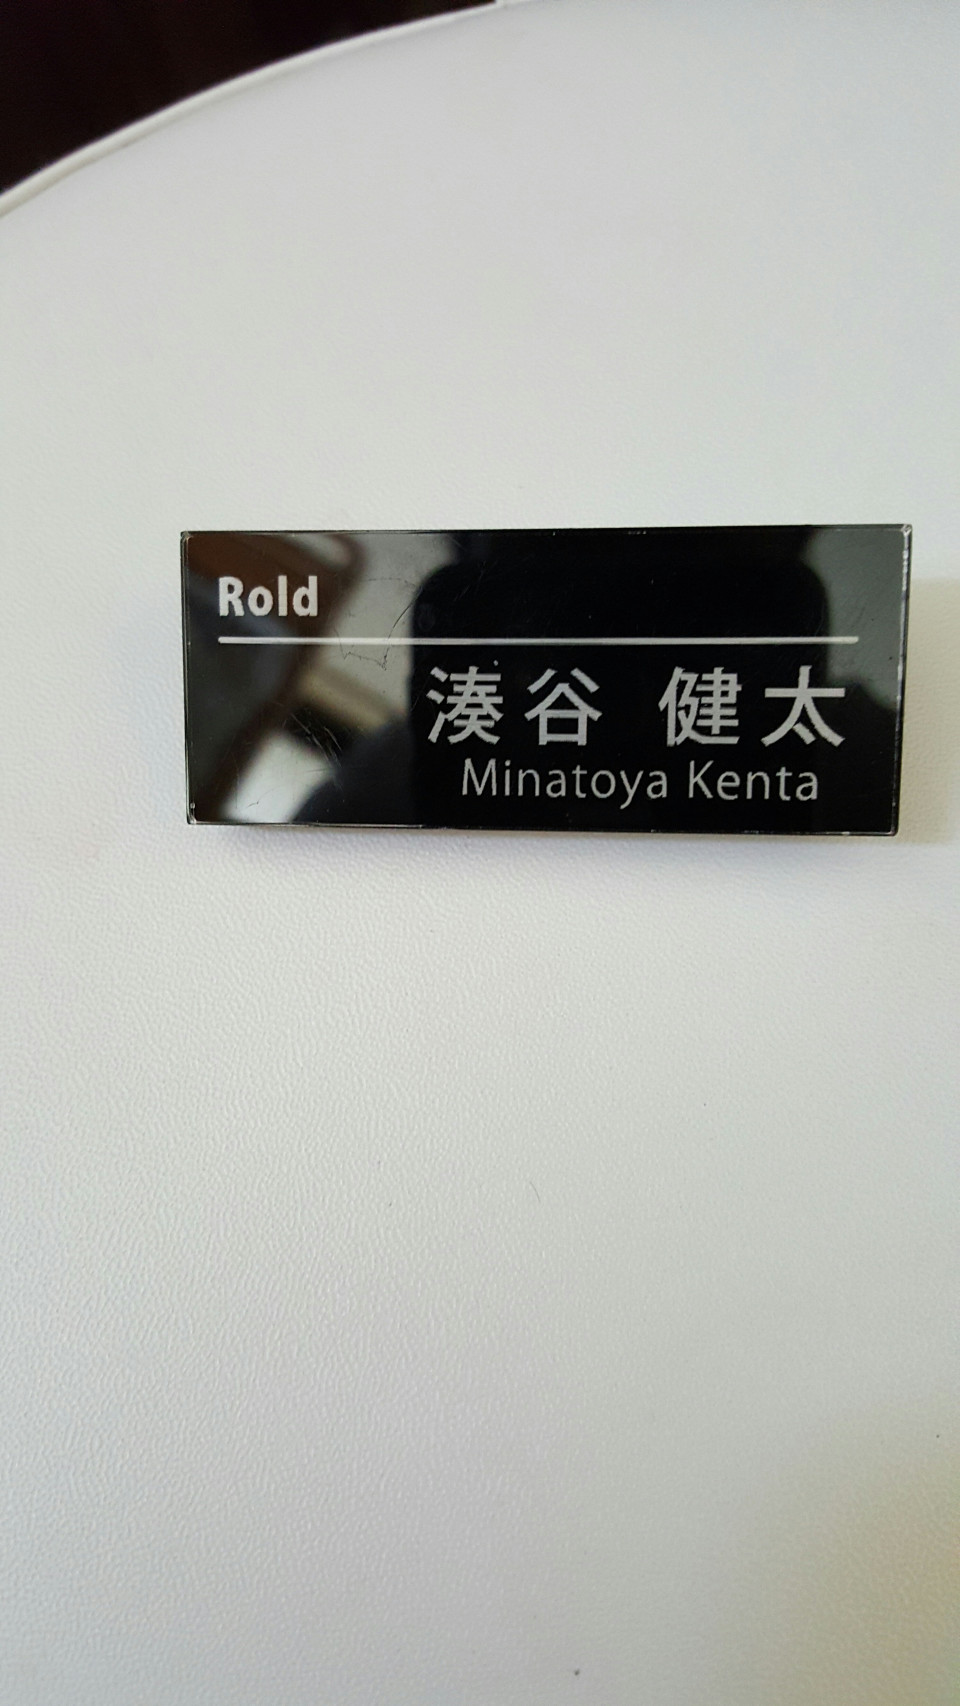 Rold
湊谷 健太
Minatoya Kenta